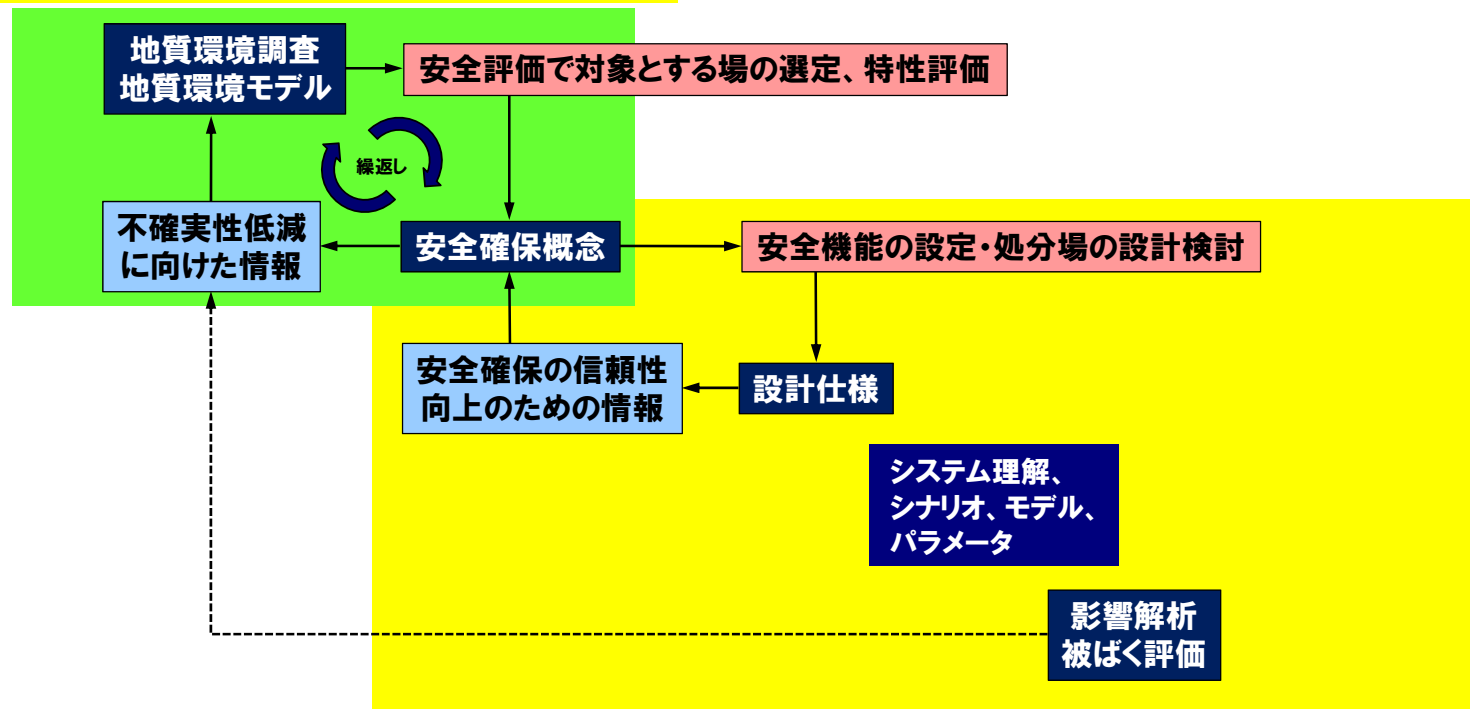 地質環境調査
地質環境モデル
安全評価で対象とする場の選定、特性評価
繰返し
不確実性低減
に向けた情報
安全確保概念
安全機能の設定・処分場の設計検討
安全確保の信頼性
向上のための情報
設計仕様
システム理解、
シナリオ、モデル、
パラメータ
影響解析
被ばく評価